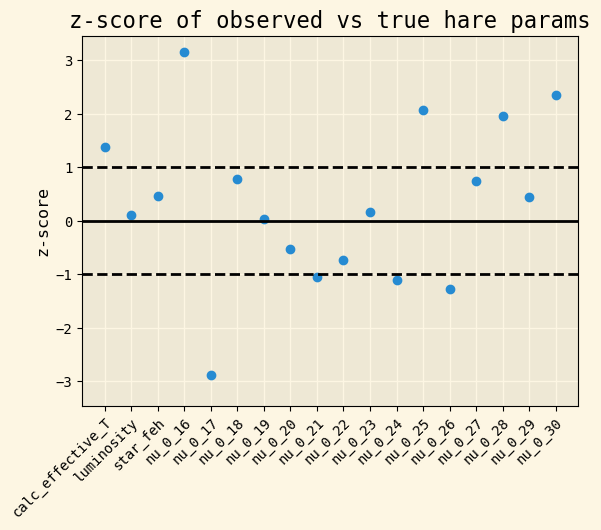 z-score of observed vs true hare params
z-score
3
2
1
0
−1
−2
−3
calc_effective_T
luminosity
star_feh
nu_0_16
nu_0_17
nu_0_18
nu_0_19
nu_0_20
nu_0_21
nu_0_22
nu_0_23
nu_0_24
nu_0_25
nu_0_26
nu_0_27
nu_0_28
nu_0_29
nu_0_30